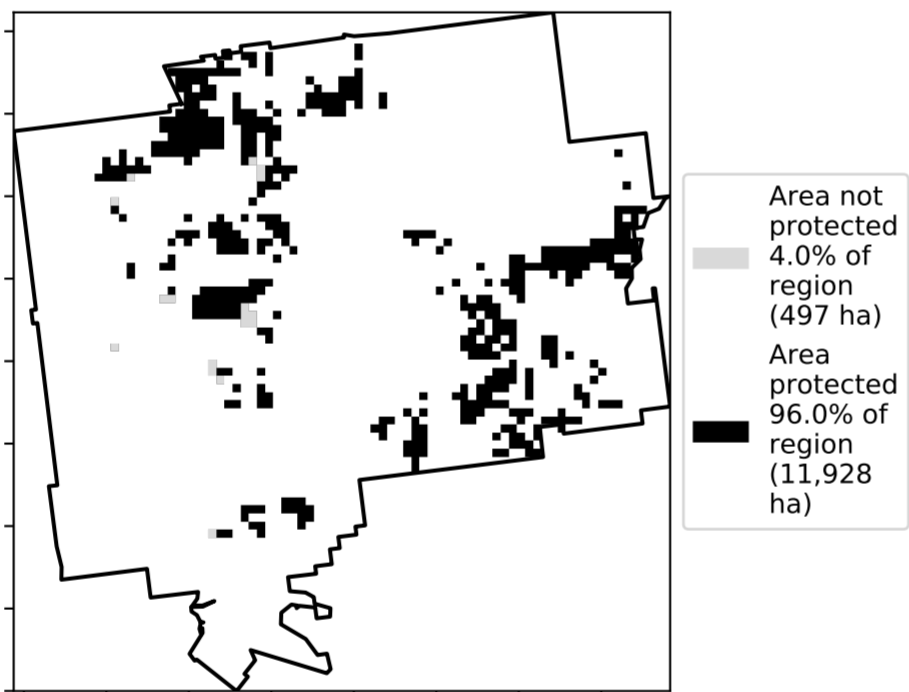 Area not
protected
4.0% of
region
(497 ha)
Area
protected
96.0% of
region
(11,928
ha)